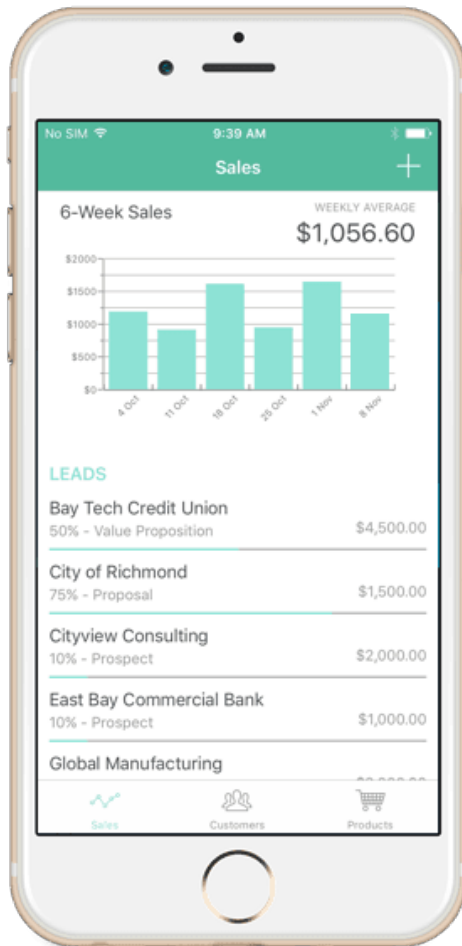 No SIM 9:39 AM
Sales
6-Week Sales
WEEKLY AVERAGE
$1,056.60
$2000
$1500
$1000
$500
$0
4 Oct
11 Oct
18 Oct
25 Oct
1 Nov
8 Nov
LEADS
Bay Tech Credit Union
50% - Value Proposition
$4,500.00
City of Richmond
75% - Proposal
$1,500.00
Cityview Consulting
10% - Prospect
$2,000.00
East Bay Commercial Bank
10% - Prospect
$1,000.00
Global Manufacturing
Sales
Customers
Products